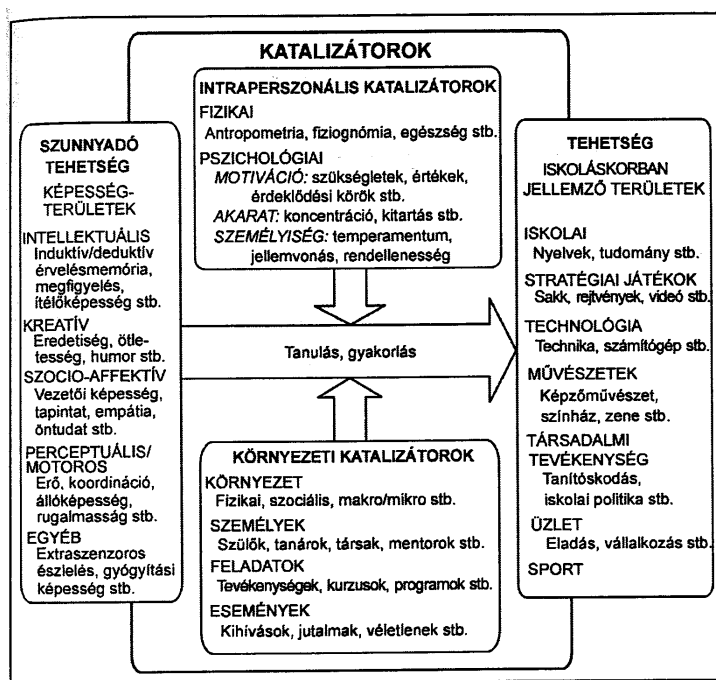 KATALIZÁTOROK
SZUNNYADÓ
TEHETSÉG
KÉPESSÉG-
TERÜLETEK
INTELLEKTUÁLIS
Induktív/deduktív
érvelésmemória,
megfigyelés,
ítélőképesség stb.
KREATÍV
Eredetiség, ötle-
tesség, humor stb.
SZOCIO-AFFEKTÍV
Vezetői képesség,
tapintat, empátia,
öntudat stb.
PERCEPTUÁLIS/
MOTOROS
Erő, koordináció,
állóképesség,
rugalmasság stb.
EGYÉB
Extraszenzoros
észlelés, gyógyítási
képesség stb.
INTRAPERSZONÁLIS KATALIZÁTOROK
FIZIKAI
Antropometria, fiziognómia, egészség stb.
PSZICHOLÓGIAI
MOTIVÁCIÓ: szükségletek, értékek,
érdeklődési körök stb.
AKARAT: koncentráció, kitartás stb.
SZEMÉLYISÉG: temperamentum,
jellemvonás, rendellenesség
Tanulás, gyakorlás
KÖRNYEZETI KATALIZÁTOROK
KÖRNYEZET
Fizikai, szociális, makro/mikro stb.
SZEMÉLYEK
Szülők, tanárok, társak, mentorok stb.
FELADATOK
Tevékenységek, kurzusok, programok stb.
ESEMÉNYEK
Kihívások, jutalmak, véletlenek stb.
TEHETSÉG
ISKOLÁSKORBAN
JELLEMZŐ TERÜLETEK
ISKOLAI
Nyelvek, tudomány stb.
STRATÉGIAI JÁTÉKOK
Sakk, rejtvények, videó stb.
TECHNOLÓGIA
Technika, számítógép stb.
MŰVÉSZETEK
Képzőművészet,
színház, zene stb.
TÁRSADALMI
TEVÉKENYSÉG
Tanítóskodás,
iskolai politika stb.
ÜZLET
Eladás, vállalkozás stb.
SPORT